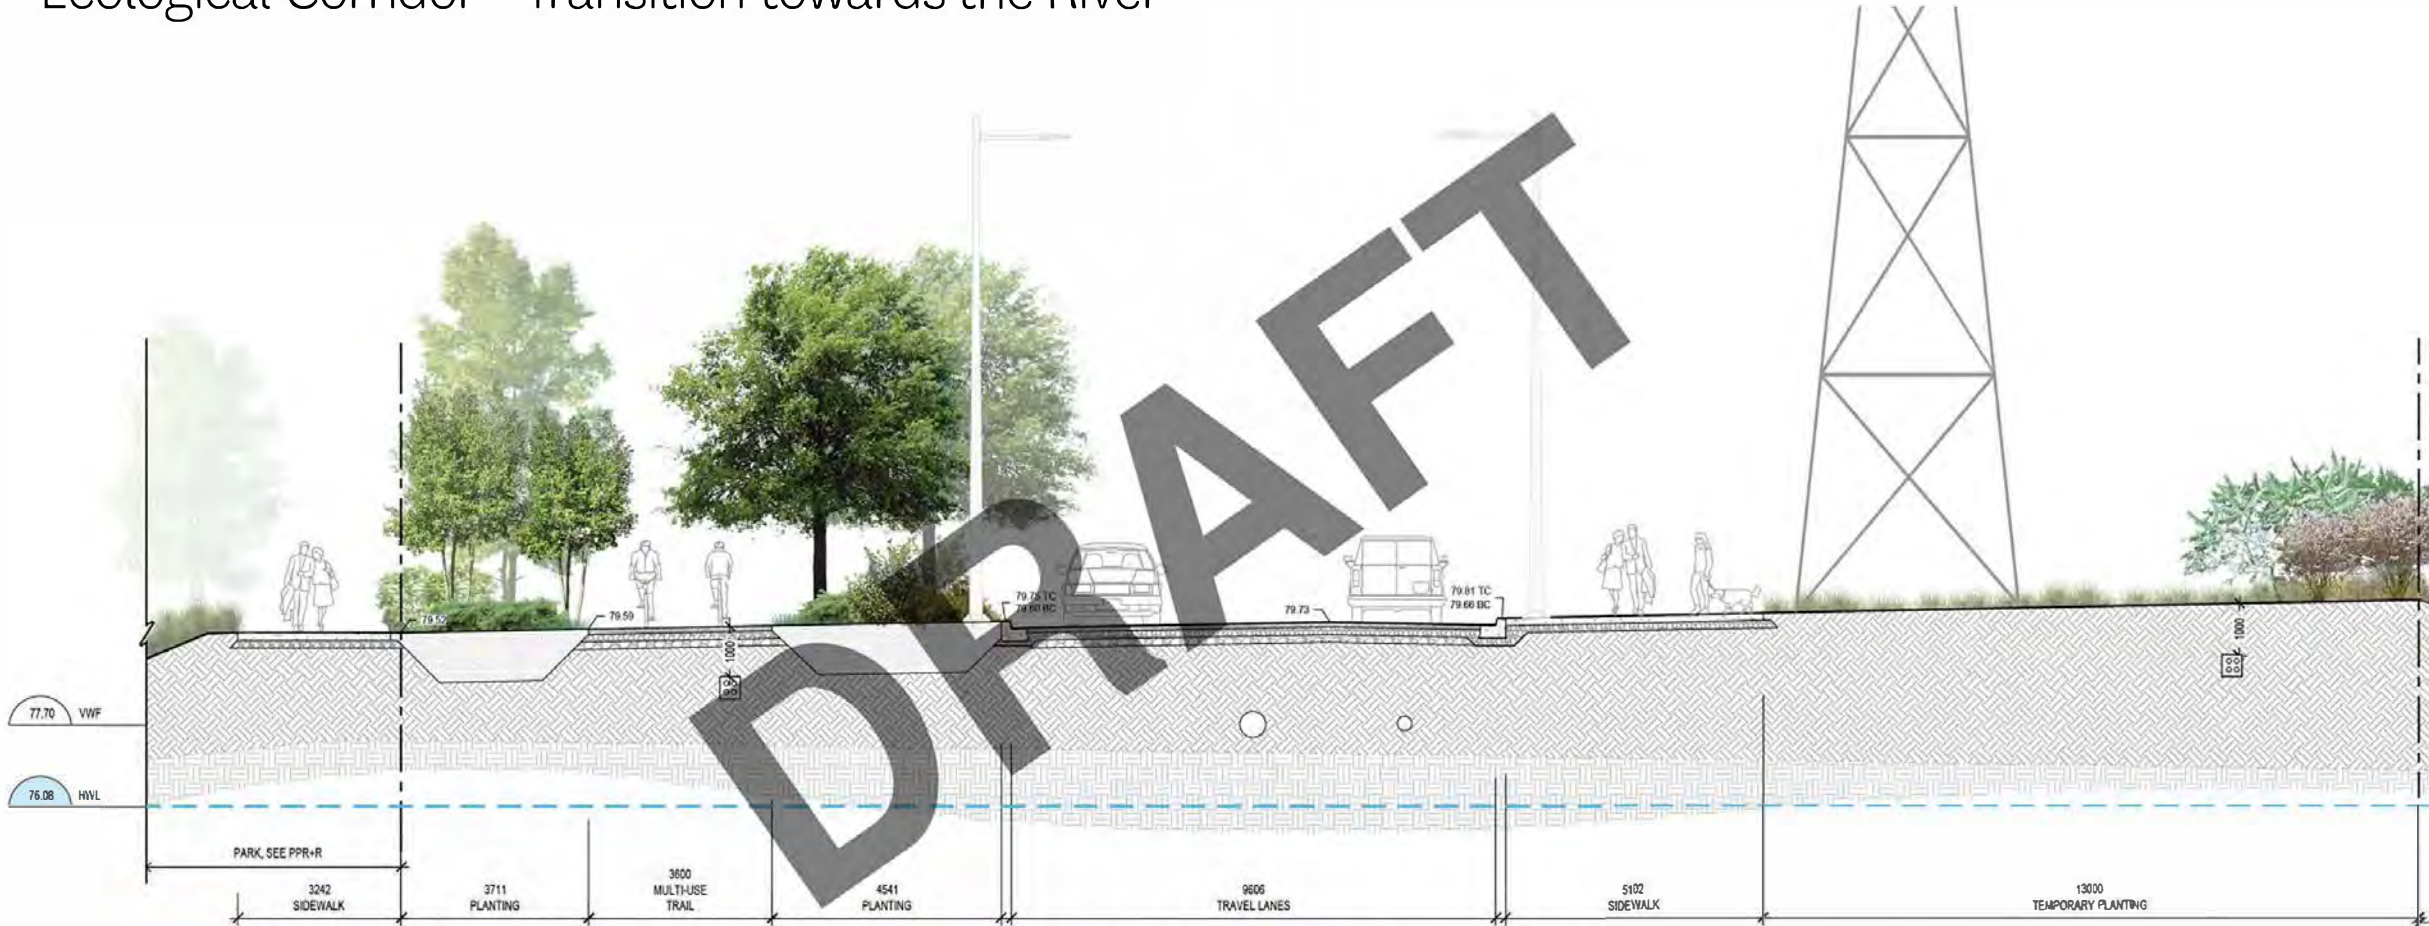 Ecological Corridor - Transition towards the River
DRAFT
79.52
79.59
79.75 TC
79.60 BC
79.73
79.81 TC
79.66 BC
1000
1000
77.70 VWF
76.08 HWL
PARK, SEE PPR+R
3242
SIDEWALK
3711
PLANTING
3600
MULTI-USE
TRAIL
4541
PLANTING
9606
TRAVEL LANES
5102
SIDEWALK
13000
TEMPORARY PLANTING